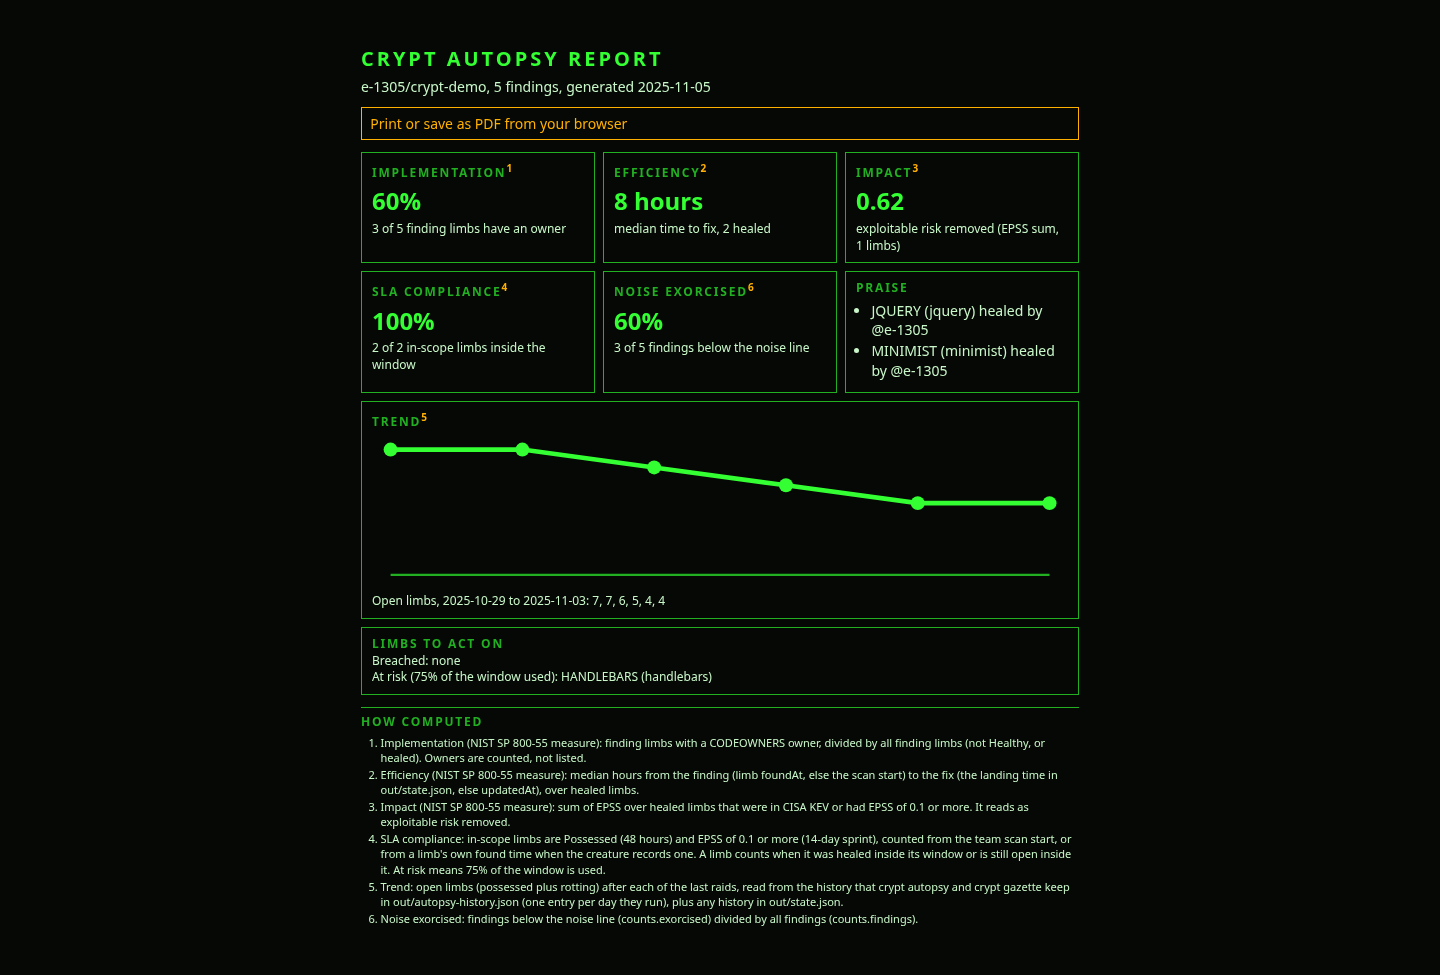 CRYPT AUTOPSY REPORT
e-1305/crypt-demo, 5 findings, generated 2025-11-05
Print or save as PDF from your browser
IMPLEMENTATION1
60%
3 of 5 finding limbs have an owner
EFFICIENCY2
8 hours
median time to fix, 2 healed
IMPACT3
0.62
exploitable risk removed (EPSS sum,
1 limbs)
SLA COMPLIANCE4
100%
2 of 2 in-scope limbs inside the
window
NOISE EXORCISED6
60%
3 of 5 findings below the noise line
PRAISE
• JQUERY (jquery) healed by
@e-1305
• MINIMIST (minimist) healed
by @e-1305
TREND5
Open limbs, 2025-10-29 to 2025-11-03: 7, 7, 6, 5, 4, 4
LIMBS TO ACT ON
Breached: none
At risk (75% of the window used): HANDLEBARS (handlebars)
HOW COMPUTED
1. Implementation (NIST SP 800-55 measure): finding limbs with a CODEOWNERS owner, divided by all finding limbs (not Healthy, or
healed). Owners are counted, not listed.
2. Efficiency (NIST SP 800-55 measure): median hours from the finding (limb foundAt, else the scan start) to the fix (the landing time in
out/state.json, else updatedAt), over healed limbs.
3. Impact (NIST SP 800-55 measure): sum of EPSS over healed limbs that were in CISA KEV or had EPSS of 0.1 or more. It reads as
exploitable risk removed.
4. SLA compliance: in-scope limbs are Possessed (48 hours) and EPSS of 0.1 or more (14-day sprint), counted from the team scan start, or
from a limb's own found time when the creature records one. A limb counts when it was healed inside its window or is still open inside
it. At risk means 75% of the window is used.
5. Trend: open limbs (possessed plus rotting) after each of the last raids, read from the history that crypt autopsy and crypt gazette keep
in out/autopsy-history.json (one entry per day they run), plus any history in out/state.json.
6. Noise exorcised: findings below the noise line (counts.exorcised) divided by all findings (counts.findings).